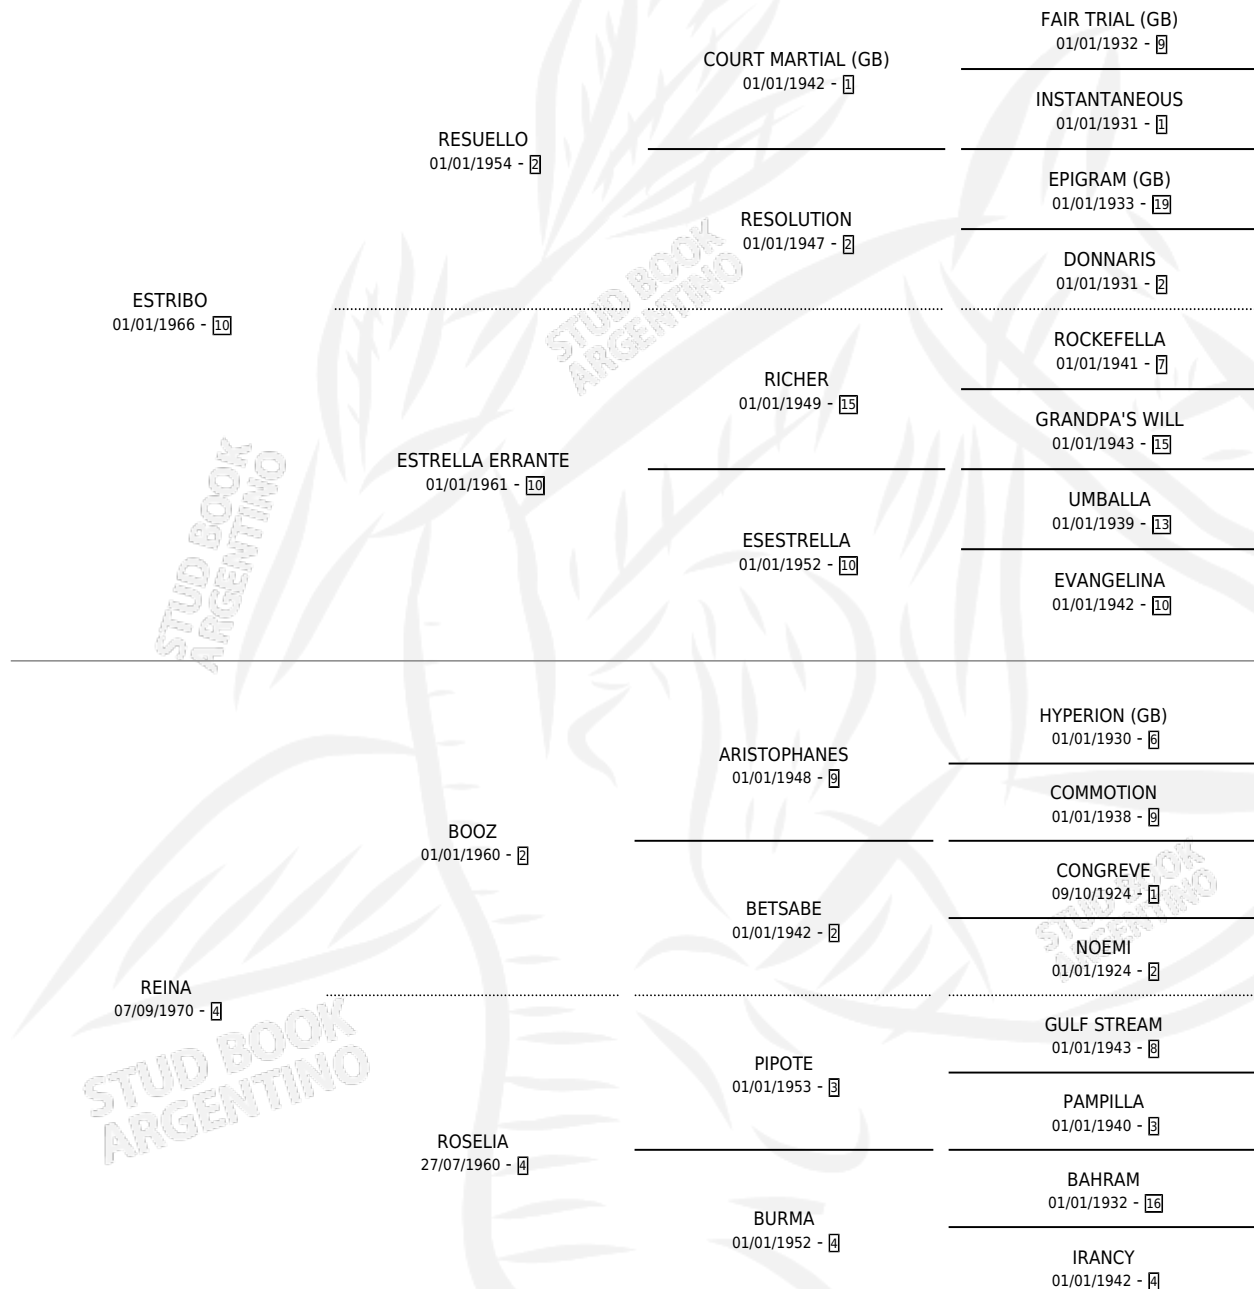 FAIR TRIAL (GB)
01/01/1932 - 9
COURT MARTIAL (GB)
01/01/1942 - 1
INSTANTANEOUS
01/01/1931 - 1
RESUELLO
01/01/1954 - 2
EPIGRAM (GB)
01/01/1933 - 19
RESOLUTION
01/01/1947 - 2
DONNARIS
01/01/1931 - 2
ESTRIBO
01/01/1966 - 10
ROCKEFELLA
01/01/1941 - 7
RICHER
01/01/1949 - 15
GRANDPA'S WILL
01/01/1943 - 15
ESTRELLA ERRANTE
01/01/1961 - 10
UMBALLA
01/01/1939 - 13
ESESTRELLA
01/01/1952 - 10
EVANGELINA
01/01/1942 - 10
HYPERION (GB)
01/01/1930 - 6
ARISTOPHANES
01/01/1948 - 9
COMMOTION
01/01/1938 - 9
BOOZ
01/01/1960 - 2
CONGREVE
09/10/1924 - 1
BETSABE
01/01/1942 - 2
NOEMI
01/01/1924 - 2
REINA
07/09/1970 - 4
GULF STREAM
01/01/1943 - 8
PIPOTE
01/01/1953 - 3
PAMPILLA
01/01/1940 - 3
ROSELIA
27/07/1960 - 4
BAHRAM
01/01/1932 - 16
BURMA
01/01/1952 - 4
IRANCY
01/01/1942 - 4
STUD BOOK
ARGENTINO
STUD BOOK
ARGENTINO
STUD BOOK
ARGENTINO
STUD BOOK
ARGENTINO